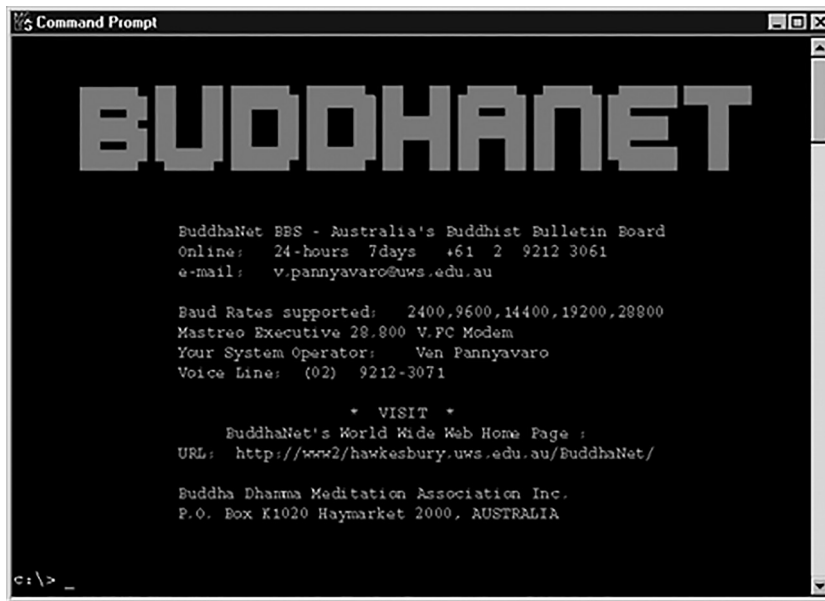 Command Prompt
BUDDHANET
BuddhaNet BBS - Australia's Buddhist Bulletin Board
Online: 24-hours 7days +61 2 9212 3061
e-mail: v.pannyavaro@uws.edu.au
Baud Rates supported: 2400,9600,14400,19200,28800
Mastreo Executive 28.800 V.FC Modem
Your System Operator: Ven Pannyavaro
Voice Line: (02) 9212-3071
* VISIT *
BuddhaNet's World Wide Web Home Page :
URL: http://www2/hawkesbury.uws.edu.au/BuddhaNet/
Buddha Dhamma Meditation Association Inc.
P.O. Box K1020 Haymarket 2000, AUSTRALIA
c:\> _